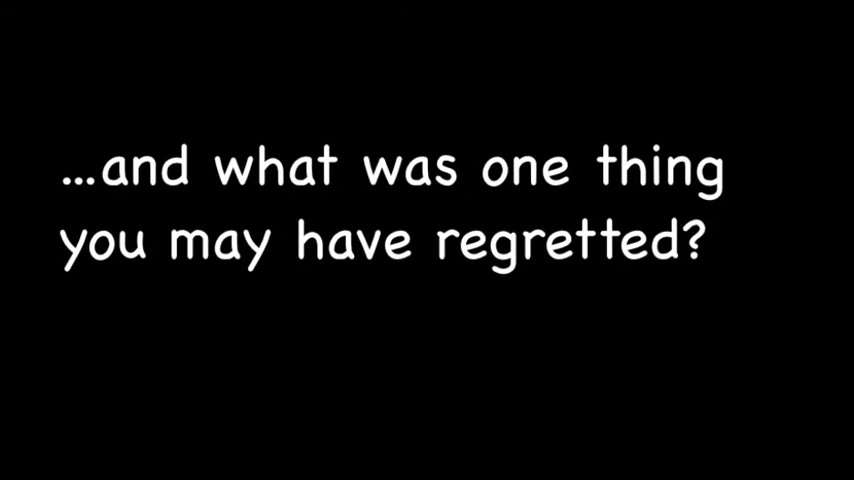 ...and what was one thing
you may have regretted?